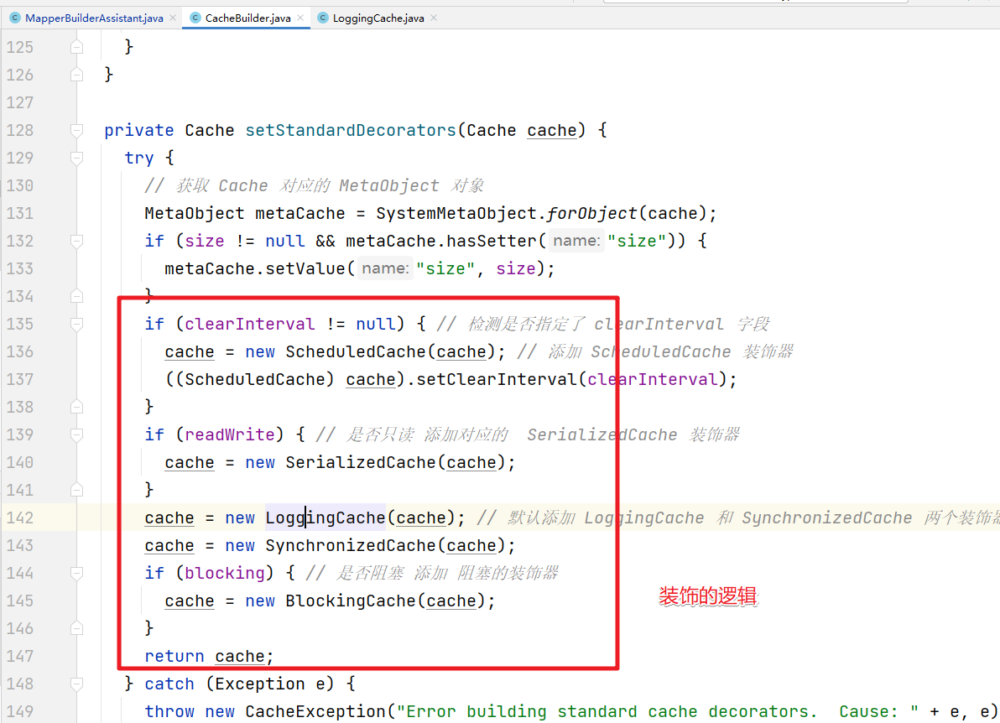 MapperBuilderAssistant.java CacheBuilder.java LoggingCache.java
125 }
126 }
127
128 private Cache setStandardDecorators(Cache cache) {
129 try {
130 // 获取 Cache 对应的 MetaObject 对象
131 MetaObject metaCache = SystemMetaObject.forObject(cache);
132 if (size != null && metaCache.hasSetter( name: "size")) {
133 metaCache.setValue( name: "size", size);
134 }
135 if (clearInterval != null) { // 检测是否指定了 clearInterval 字段
136 cache = new ScheduledCache(cache); // 添加 ScheduledCache 装饰器
137 ((ScheduledCache) cache).setClearInterval(clearInterval);
138 }
139 if (readWrite) { // 是否只读 添加对应的 SerializedCache 装饰器
140 cache = new SerializedCache(cache);
141 }
142 cache = new LoggingCache(cache); // 默认添加 LoggingCache 和 SynchronizedCache 两个装饰器
143 cache = new SynchronizedCache(cache);
144 if (blocking) { // 是否阻塞 添加 阻塞的装饰器
145 cache = new BlockingCache(cache);
装饰的逻辑
146 }
147 return cache;
148 } catch (Exception e) {
149 throw new CacheException("Error building standard cache decorators.  Cause: " + e, e)